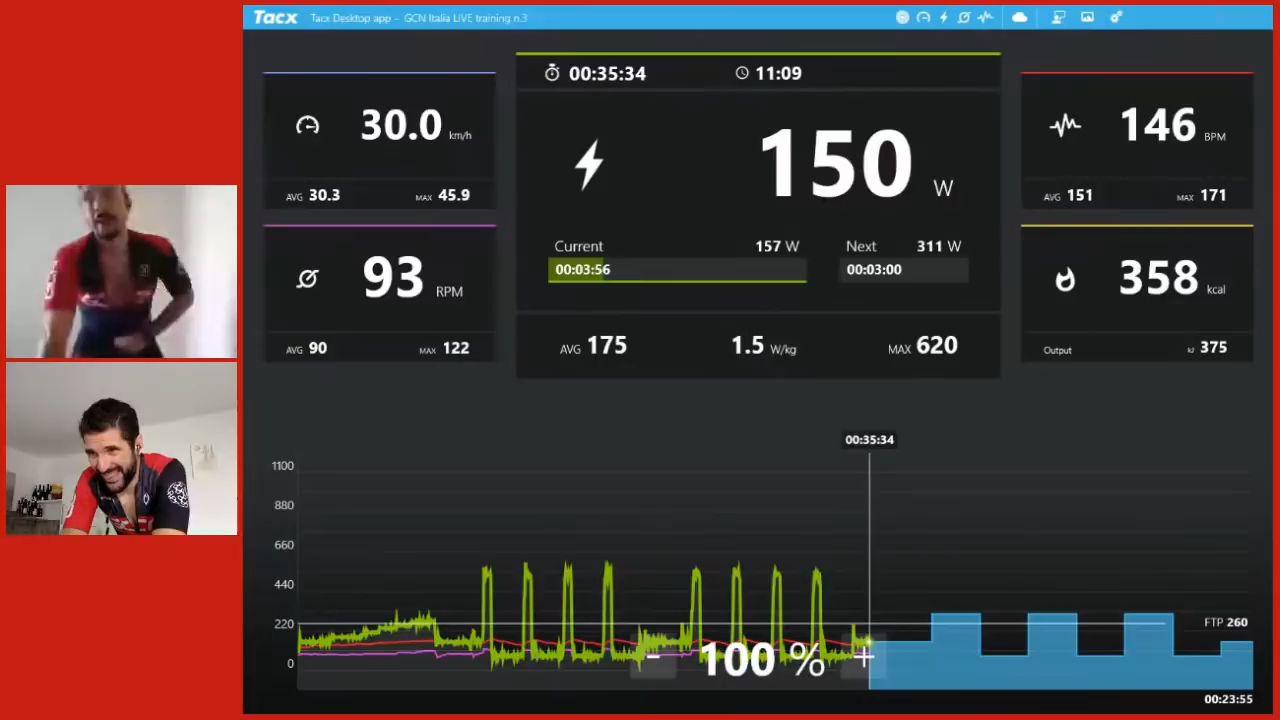 Tacx Tacx Desktop app – GCN Italia LIVE training n.3
00:35:34 11:09
30.0 km/h
AVG 30.3 MAX 45.9
150 W
146 BPM
AVG 151 MAX 171
Current 157 W Next 311 W
00:03:56 00:03:00
93 RPM
AVG 90 MAX 122
358 kcal
Output kJ 375
AVG 175 1.5 W/kg MAX 620
00:35:34
1100
880
660
440
220
0
FTP 260
- 100 % +
00:23:55